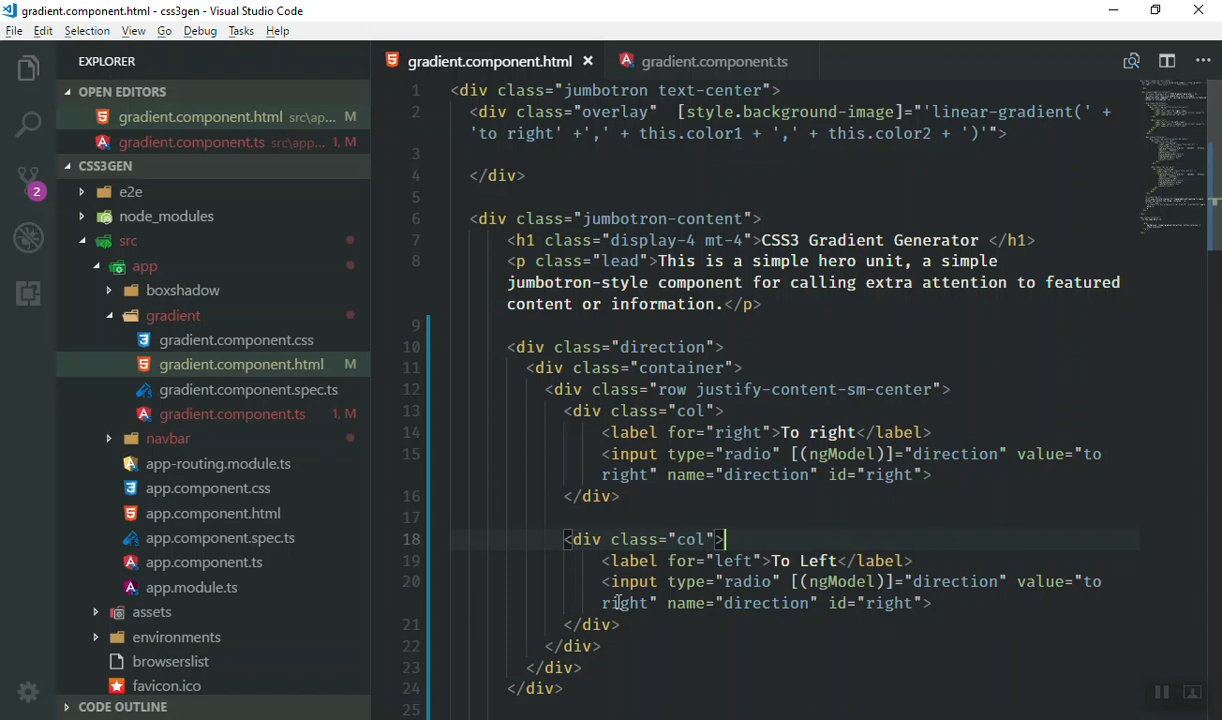 gradient.component.html - css3gen - Visual Studio Code
File Edit Selection View Go Debug Tasks Help
EXPLORER
OPEN EDITORS
gradient.component.html src\ap... M
gradient.component.ts src\app... 1, M
CSS3GEN
e2e
node_modules
src
app
boxshadow
gradient
gradient.component.css
gradient.component.html M
gradient.component.spec.ts
gradient.component.ts 1, M
navbar
app-routing.module.ts
app.component.css
app.component.html
app.component.spec.ts
app.component.ts
app.module.ts
assets
environments
browserslist
favicon.ico
CODE OUTLINE
2
gradient.component.html gradient.component.ts
1 <div class="jumbotron text-center">
2 <div class="overlay" [style.background-image]="'linear-gradient(' +
'to right' +',' + this.color1 + ',' + this.color2 + ')'">
3
4 </div>
5
6 <div class="jumbotron-content">
7 <h1 class="display-4 mt-4">CSS3 Gradient Generator </h1>
8 <p class="lead">This is a simple hero unit, a simple
jumbotron-style component for calling extra attention to featured
content or information.</p>
9
10 <div class="direction">
11 <div class="container">
12 <div class="row justify-content-sm-center">
13 <div class="col">
14 <label for="right">To right</label>
15 <input type="radio" [(ngModel)]="direction" value="to
right" name="direction" id="right">
16 </div>
17
18 <div class="col">
19 <label for="left">To Left</label>
20 <input type="radio" [(ngModel)]="direction" value="to
right" name="direction" id="right">
21 </div>
22 </div>
23 </div>
24 </div>
25